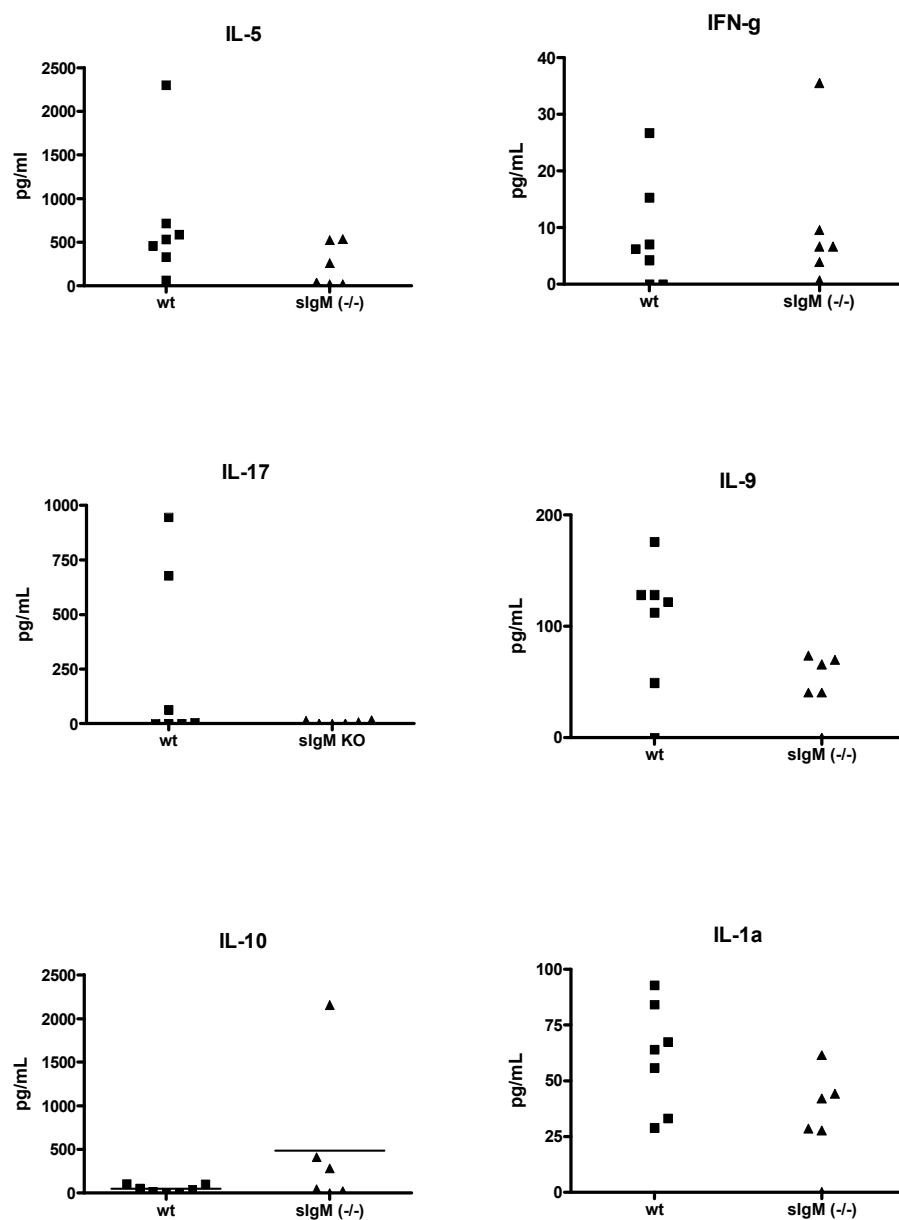 IL-5
2500
2000
1500
1000
500
0
pg/ml
wt
sIgM (-/-)
IFN-g
40
30
20
10
0
pg/mL
wt
sIgM (-/-)
IL-17
1000
750
500
250
0
pg/mL
wt
sIgM KO
IL-9
200
100
0
pg/mL
wt
sIgM (-/-)
IL-10
2500
2000
1500
1000
500
0
pg/mL
wt
sIgM (-/-)
IL-1a
100
75
50
25
0
pg/mL
wt
sIgM (-/-)